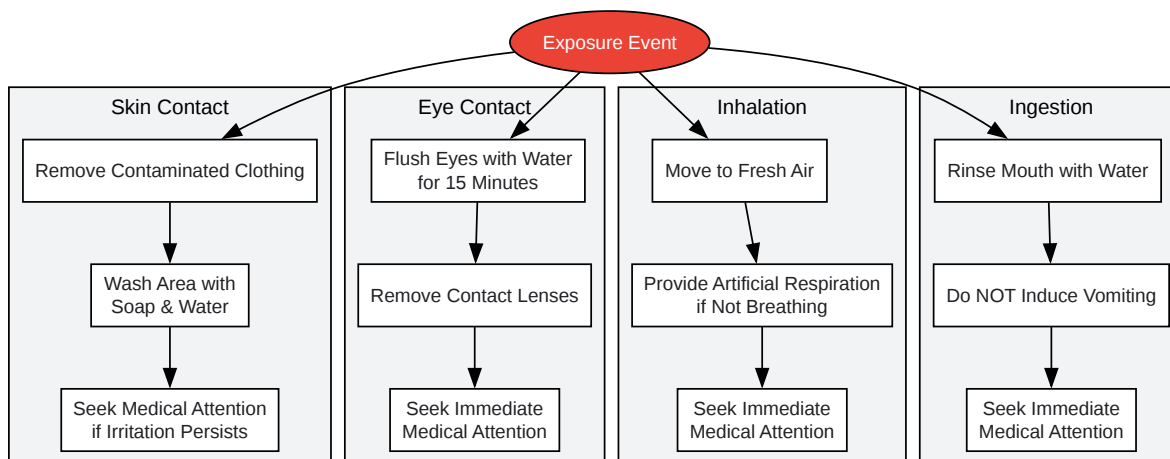 Exposure Event
Skin Contact
Remove Contaminated Clothing
Wash Area with
Soap & Water
Seek Medical Attention
if Irritation Persists
Eye Contact
Flush Eyes with Water
for 15 Minutes
Remove Contact Lenses
Seek Immediate
Medical Attention
Inhalation
Move to Fresh Air
Provide Artificial Respiration
if Not Breathing
Seek Immediate
Medical Attention
Ingestion
Rinse Mouth with Water
Do NOT Induce Vomiting
Seek Immediate
Medical Attention